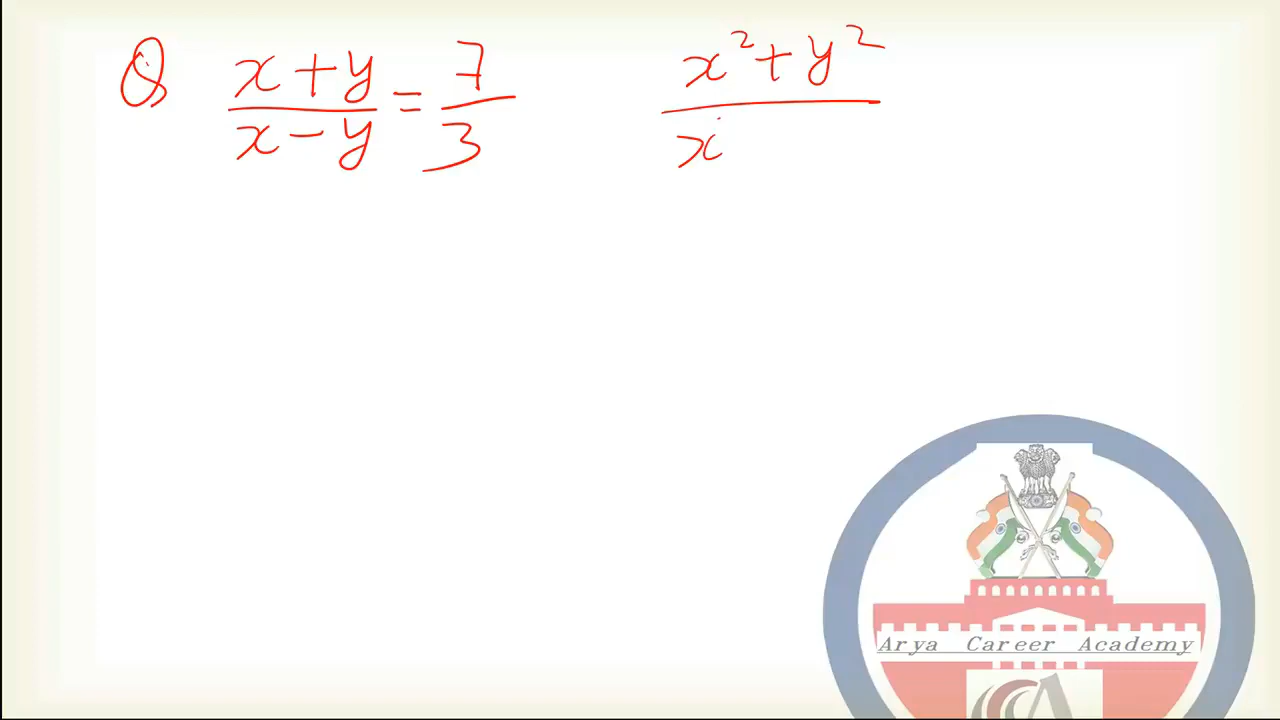 Q x+y/x-y = 7/3 x²+y²/x
Arya Career Academy